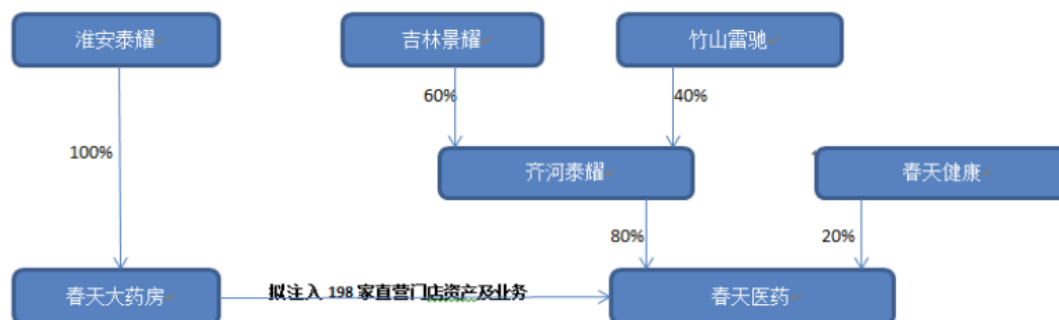 淮安泰耀
吉林景耀
竹山雷驰
60%
40%
100%
齐河泰耀
春天健康
80%
20%
春天大药房
拟注入 198 家直营门店资产及业务
春天医药